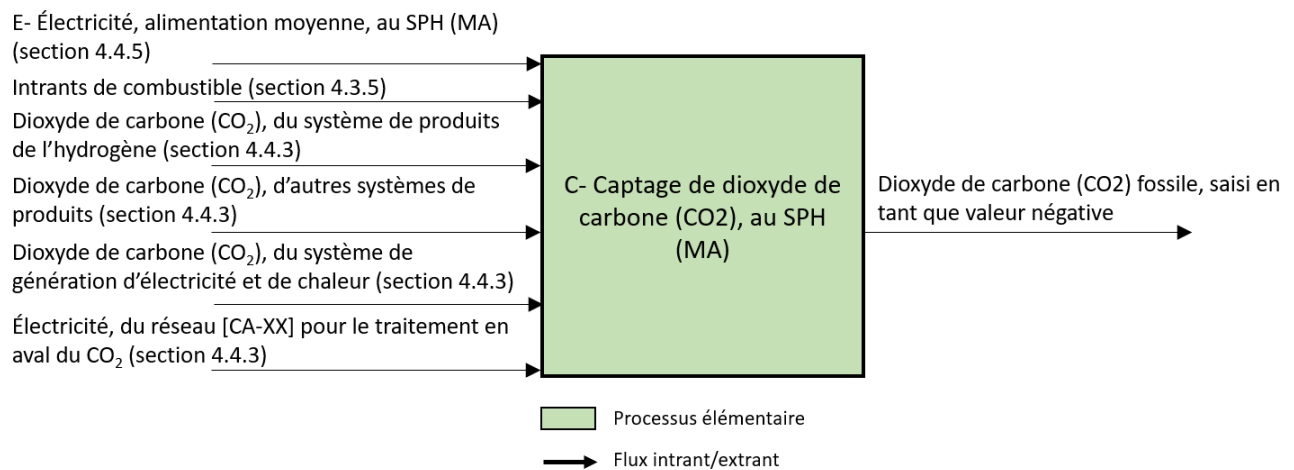 E- Électricité, alimentation moyenne, au SPH (MA)
(section 4.4.5)
Intrants de combustible (section 4.3.5)
Dioxyde de carbone (CO₂), du système de produits
de l’hydrogène (section 4.4.3)
Dioxyde de carbone (CO₂), d’autres systèmes de
produits (section 4.4.3)
Dioxyde de carbone (CO₂), du système de
génération d’électricité et de chaleur (section 4.4.3)
Électricité, du réseau [CA-XX] pour le traitement en
aval du CO₂ (section 4.4.3)
C- Captage de dioxyde de
carbone (CO2), au SPH
(MA)
Dioxyde de carbone (CO2) fossile, saisi en
tant que valeur négative
Processus élémentaire
Flux intrant/extrant